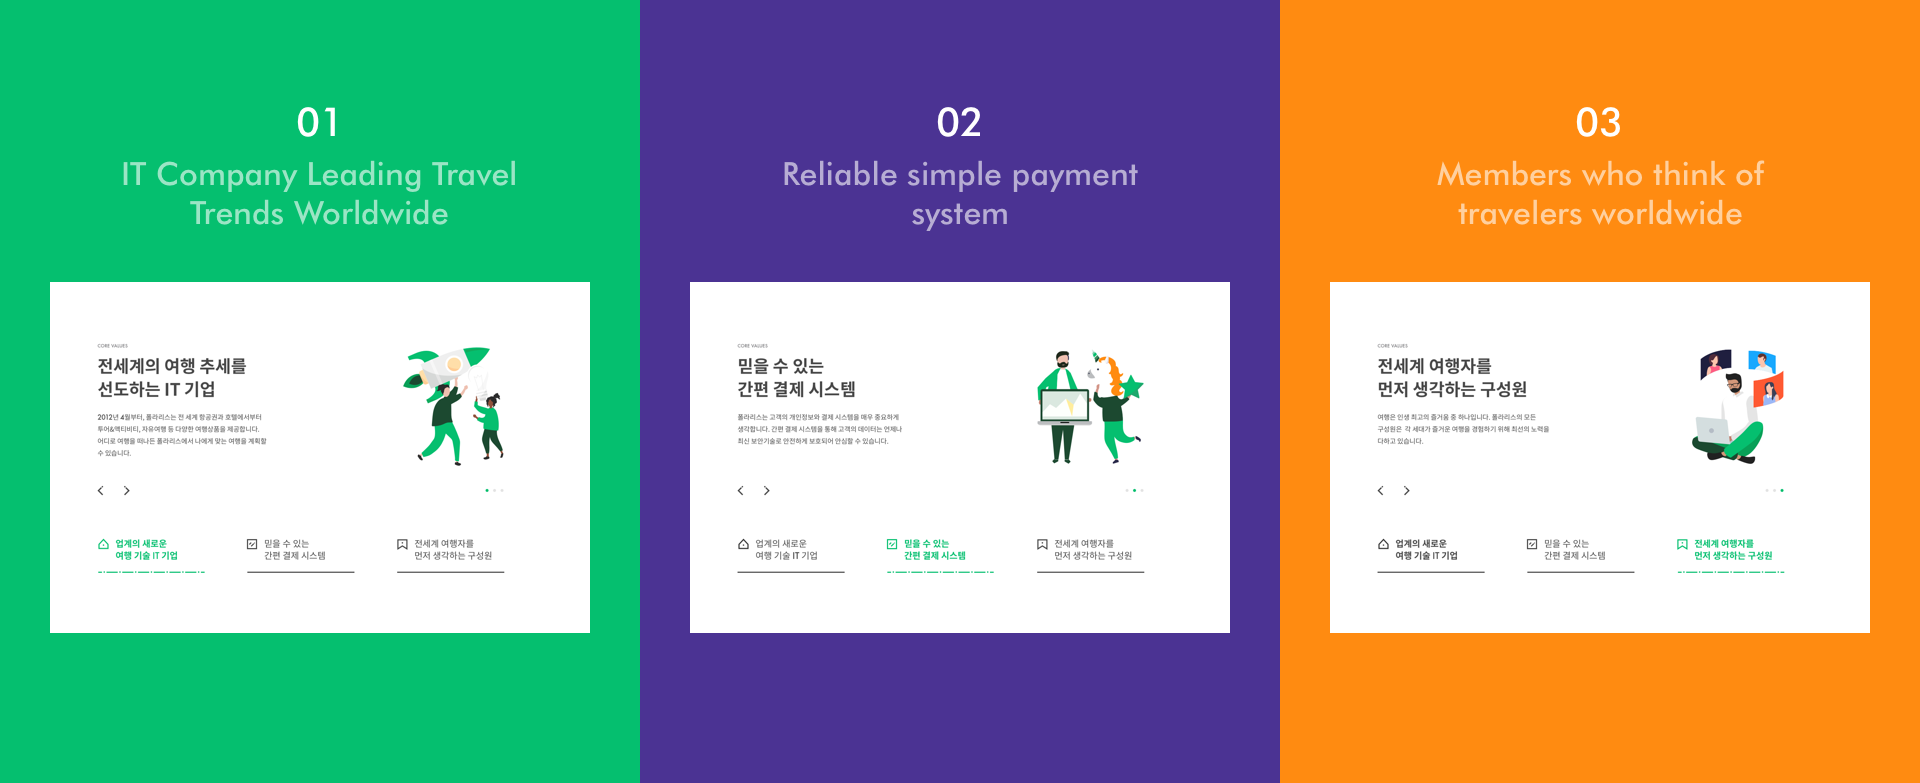 01
IT Company Leading Travel
Trends Worldwide
CORE VALUES
전세계의 여행 추세를
선도하는 IT 기업
2012년 4월부터, 폴라리스는 전 세계 항공권과 호텔에서부터
투어&액티비티, 자유여행 등 다양한 여행상품을 제공합니다.
어디로 여행을 떠나든 폴라리스에서 나에게 맞는 여행을 계획할
수 있습니다.
업계의 새로운
여행 기술 IT 기업
믿을 수 있는
간편 결제 시스템
전세계 여행자를
먼저 생각하는 구성원
02
Reliable simple payment
system
CORE VALUES
믿을 수 있는
간편 결제 시스템
폴라리스는 고객의 개인정보와 결제 시스템을 매우 중요하게
생각합니다. 간편 결제 시스템을 통해 고객의 데이터는 언제나
최신 보안기술로 안전하게 보호되어 안심할 수 있습니다.
업계의 새로운
여행 기술 IT 기업
믿을 수 있는
간편 결제 시스템
전세계 여행자를
먼저 생각하는 구성원
03
Members who think of
travelers worldwide
CORE VALUES
전세계 여행자를
먼저 생각하는 구성원
여행은 인생 최고의 즐거움 중 하나입니다. 폴라리스의 모든
구성원은 각 세대가 즐거운 여행을 경험하기 위해 최선의 노력을
다하고 있습니다.
업계의 새로운
여행 기술 IT 기업
믿을 수 있는
간편 결제 시스템
전세계 여행자를
먼저 생각하는 구성원